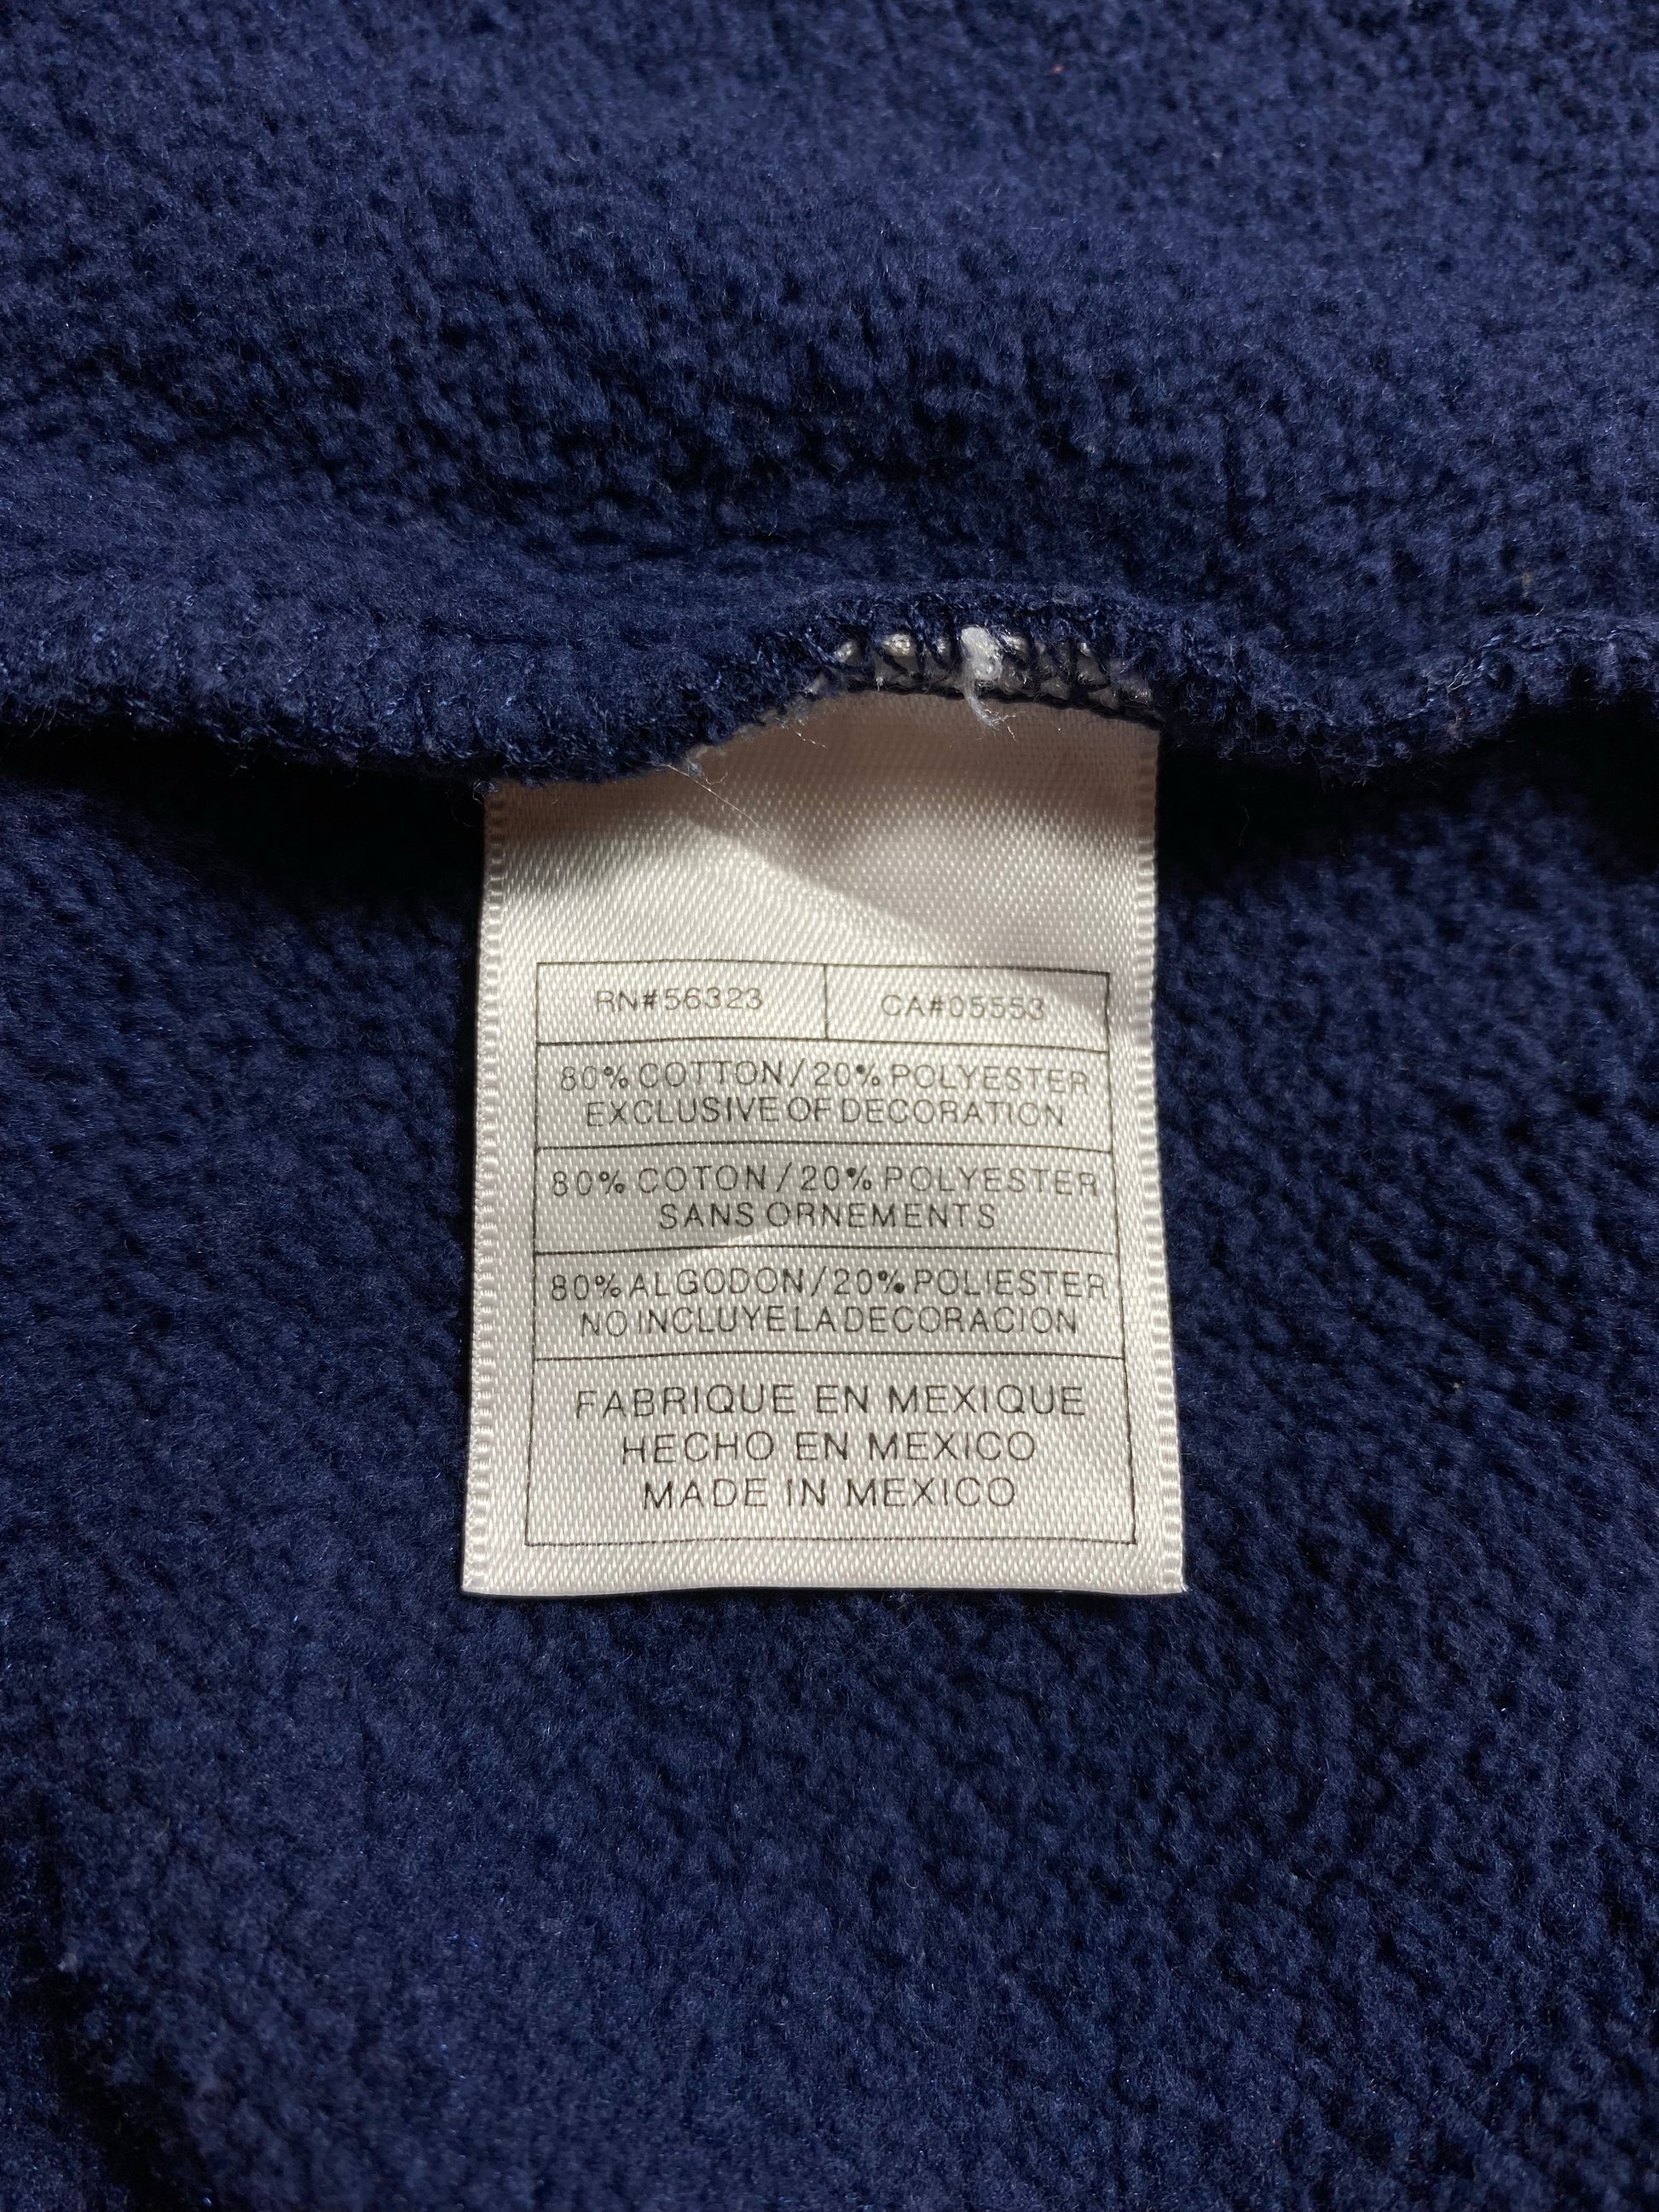 RN#56323 CA#05553
80% COTTON/20% POLYESTER
EXCLUSIVE OF DECORATION
80% COTON/20% POLYESTER
SANS ORNEMENTS
80% ALGODON/20% POLIESTER
NO INCLUYE LA DECORACION
FABRIQUE EN MEXIQUE
HECHO EN MEXICO
MADE IN MEXICO